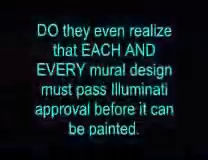 DO they even realize
that EACH AND
EVERY mural design
must pass Illuminati
approval before it can
be painted.